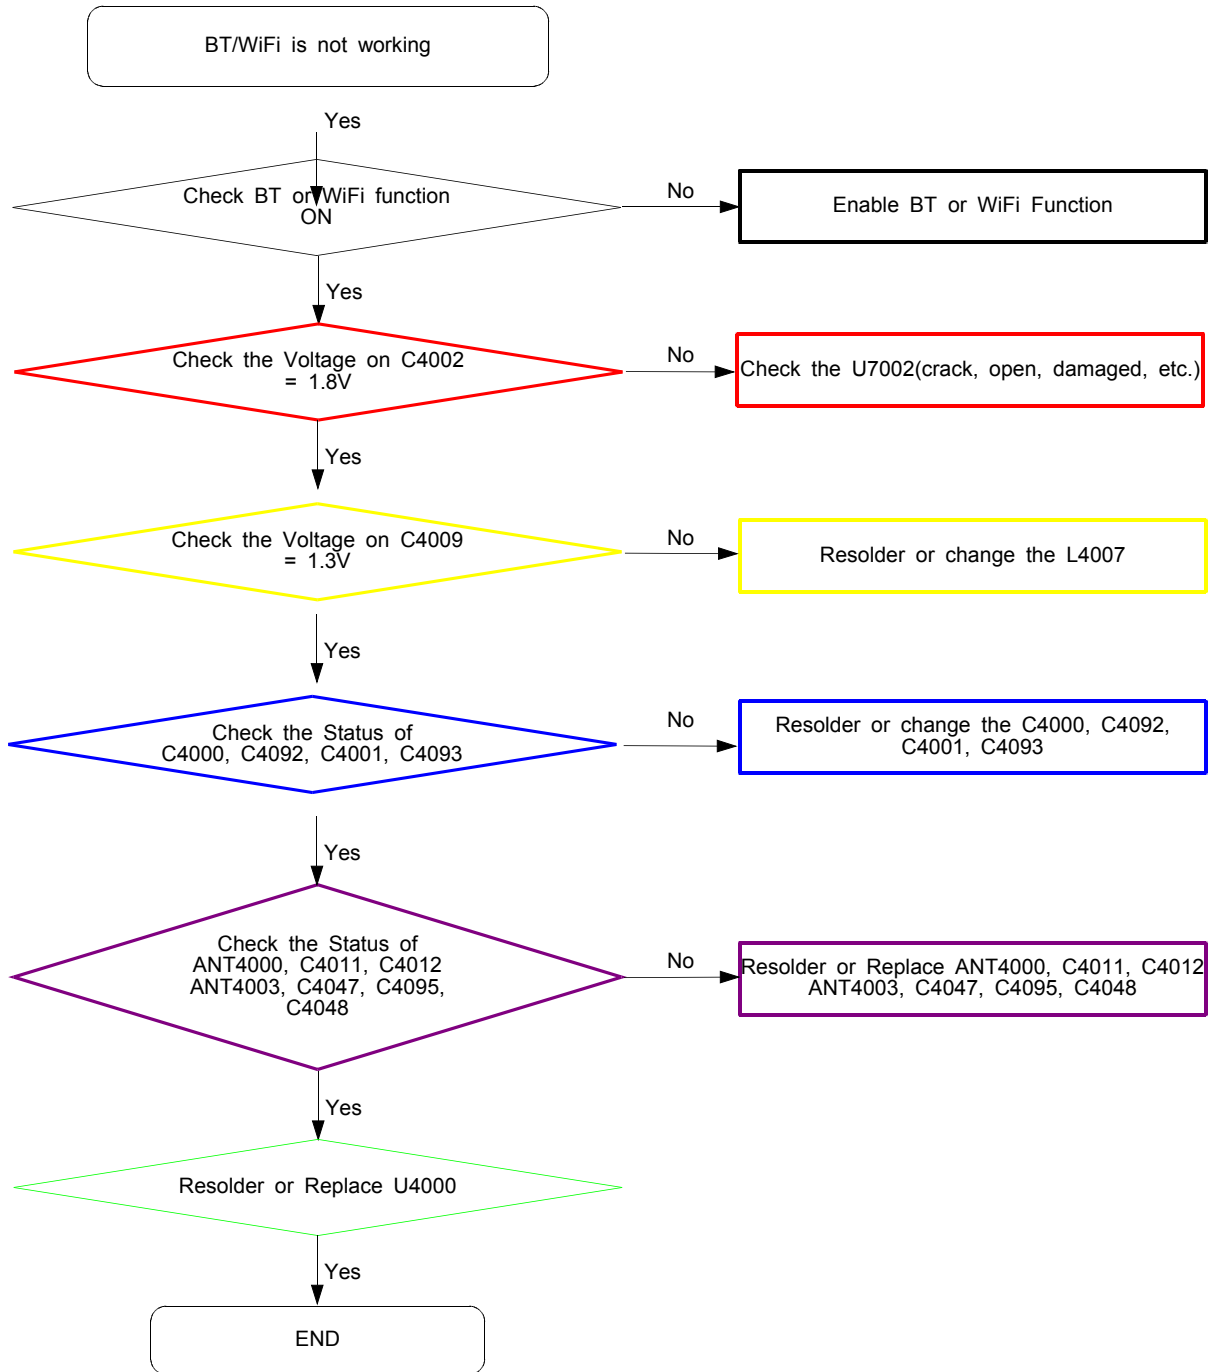 BT/WiFi is not working
Yes
Check BT or WiFi function
ON
No
Enable BT or WiFi Function
Yes
Check the Voltage on C4002
= 1.8V
No
Check the U7002(crack, open, damaged, etc.)
Yes
Check the Voltage on C4009
= 1.3V
No
Resolder or change the L4007
Yes
Check the Status of
C4000, C4092, C4001, C4093
No
Resolder or change the C4000, C4092,
C4001, C4093
Yes
Check the Status of
ANT4000, C4011, C4012
ANT4003, C4047, C4095,
C4048
No
Resolder or Replace ANT4000, C4011, C4012
ANT4003, C4047, C4095, C4048
Yes
Resolder or Replace U4000
Yes
END